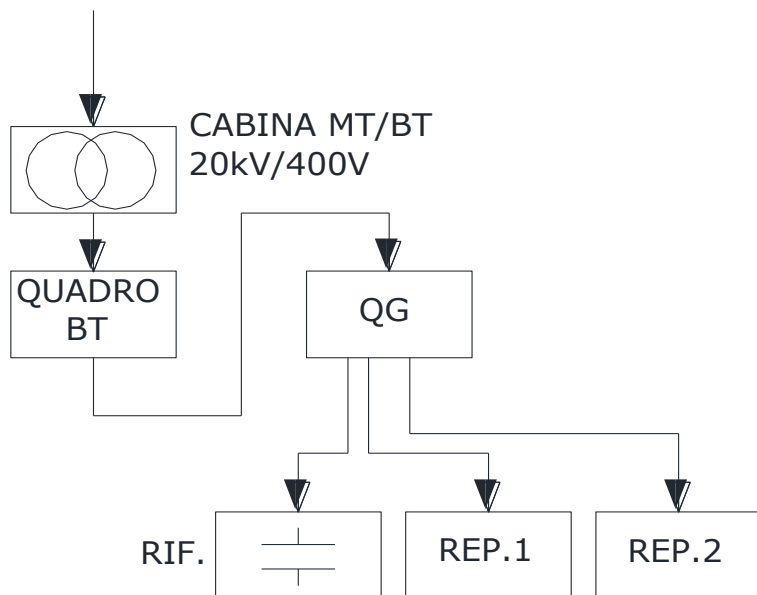 CABINA MT/BT
20kV/400V
QUADRO
BT
QG
RIF.
REP.1
REP.2